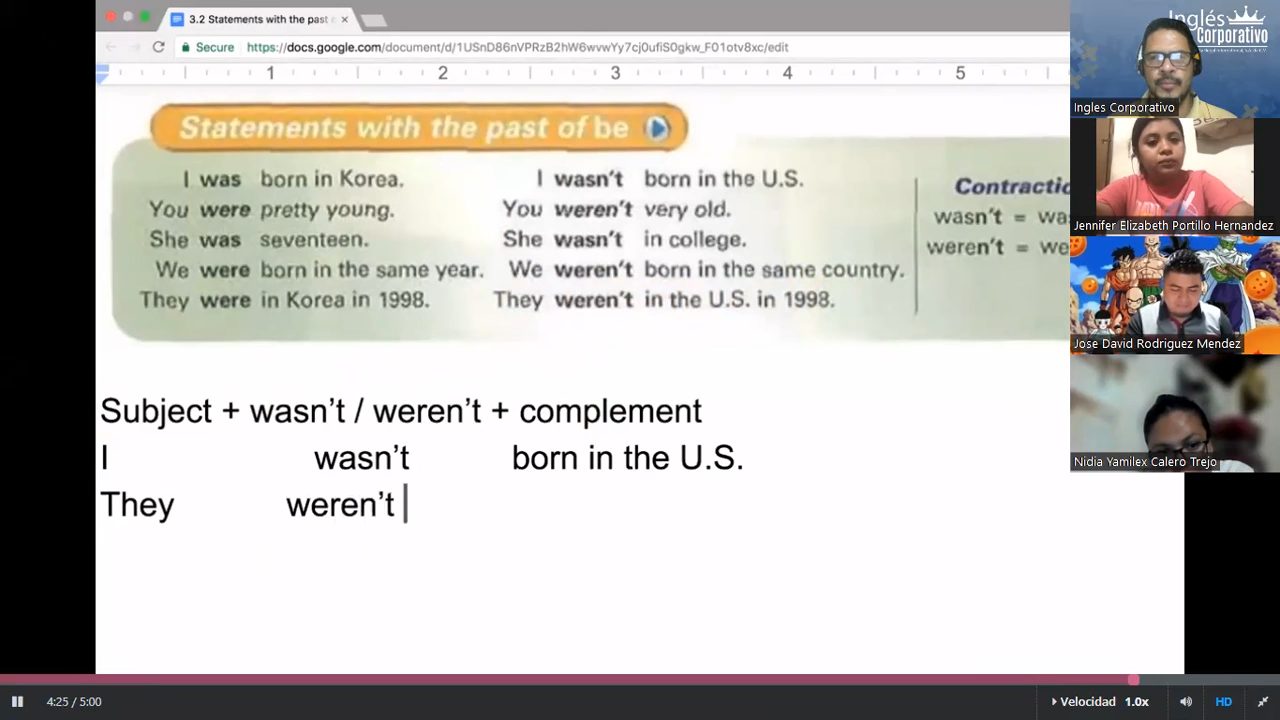 3.2 Statements with the past
Secure https://docs.google.com/document/d/1USnD86nVPRzB2hW6wvwYy7cj0ufiS0gkw_F01otv8xc/edit
1 2 3 4 5
Statements with the past of be
I was born in Korea. I wasn't born in the U.S.
You were pretty young. You weren't very old.
She was seventeen. She wasn't in college.
We were born in the same year. We weren't born in the same country.
They were in Korea in 1998. They weren't in the U.S. in 1998.
Contractio
wasn't = wa
weren't = we
Subject + wasn't / weren't + complement
I wasn't born in the U.S.
They weren't
Inglés
Corporativo
Ingles Corporativo
Jennifer Elizabeth Portillo Hernandez
Jose David Rodriguez Mendez
Nidia Yamilex Calero Trejo
4:25 / 5:00
Velocidad 1.0x
HD